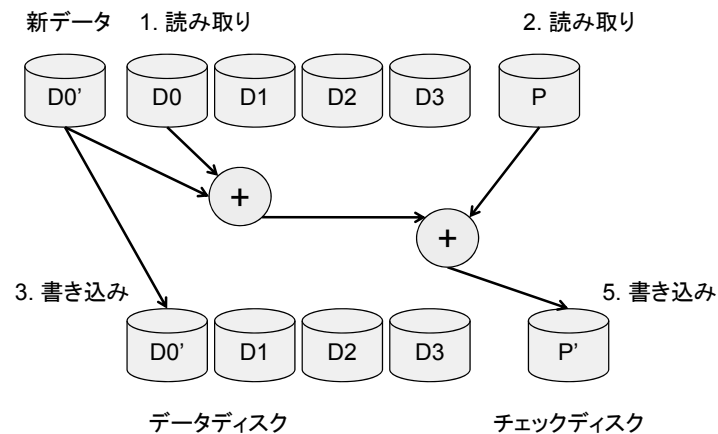 新データ 1. 読み取り 2. 読み取り
D0' D0 D1 D2 D3 P
+
+
3. 書き込み 5. 書き込み
D0' D1 D2 D3 P'
データディスク チェックディスク